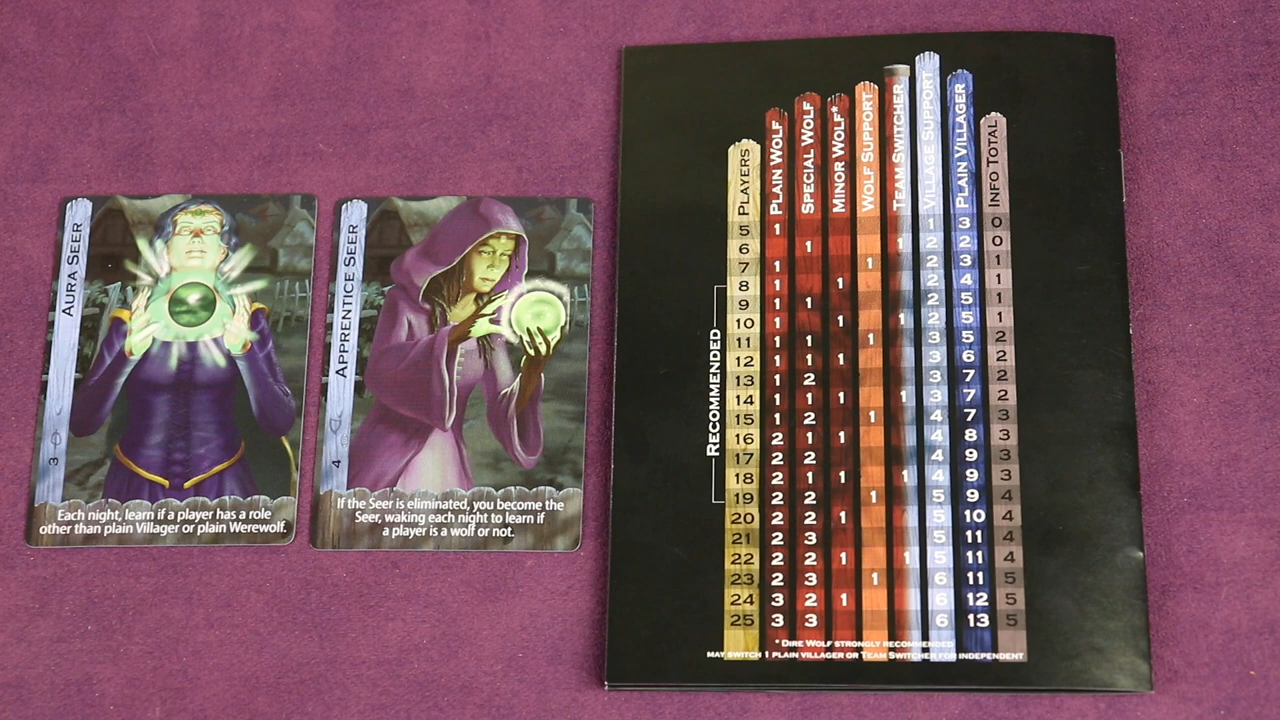 AURA SEER
3
Each night, learn if a player has a role
other than plain Villager or plain Werewolf.
APPRENTICE SEER
4
If the Seer is eliminated, you become the
Seer, waking each night to learn if
a player is a wolf or not.
RECOMMENDED
PLAYERS
PLAIN WOLF
SPECIAL WOLF
MINOR WOLF*
WOLF SUPPORT
TEAM SWITCHER
VILLAGE SUPPORT
PLAIN VILLAGER
INFO TOTAL
5 1 1 3 0
6 1 1 2 2 0
7 1 1 2 3 1
8 1 1 2 4 1
9 1 1 2 5 1
10 1 1 1 2 5 1
11 1 1 1 3 5 2
12 1 1 1 3 6 2
13 1 2 3 7 2
14 1 1 1 1 3 7 2
15 1 2 1 4 7 3
16 2 1 1 4 8 3
17 2 2 4 9 3
18 2 1 1 1 4 9 3
19 2 2 1 5 9 4
20 2 2 1 5 10 4
21 2 3 5 11 4
22 2 2 1 1 5 11 4
23 2 3 1 6 11 5
24 3 2 1 6 12 5
25 3 3 6 13 5
* DIRE WOLF STRONGLY RECOMMENDED
MAY SWITCH 1 PLAIN VILLAGER OR TEAM SWITCHER FOR INDEPENDENT